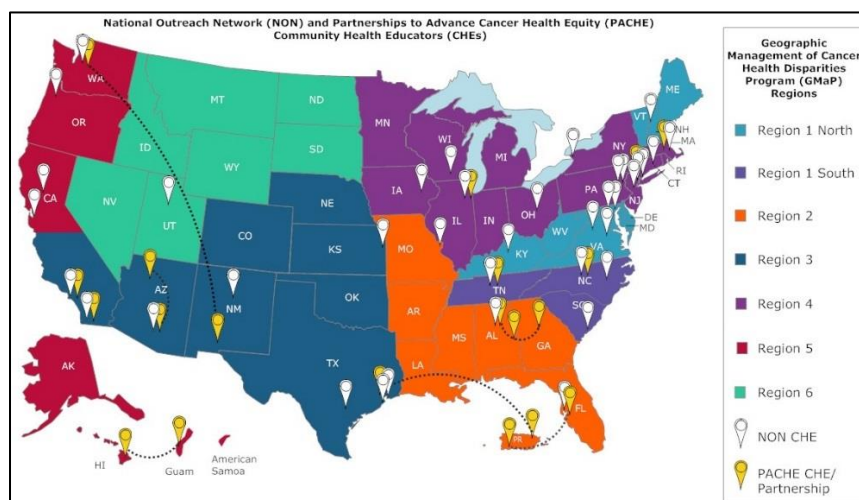 National Outreach Network (NON) and Partnerships to Advance Cancer Health Equity (PACHE)
Community Health Educators (CHEs)
WA
MT
ND
MN
ME
VT
OR
ID
SD
WI
NY
NH
MA
WY
MI
RI
CT
NV
NE
IA
PA
NJ
CA
UT
CO
IL
IN
OH
DE
MD
WV
VA
KS
MO
KY
AZ
NM
OK
TN
NC
AR
SC
MS
AL
GA
TX
LA
AK
FL
PR
HI
Guam
American
Samoa
Geographic
Management of Cancer
Health Disparities
Program (GMaP)
Regions
Region 1 North
Region 1 South
Region 2
Region 3
Region 4
Region 5
Region 6
NON CHE
PACHE CHE/
Partnership